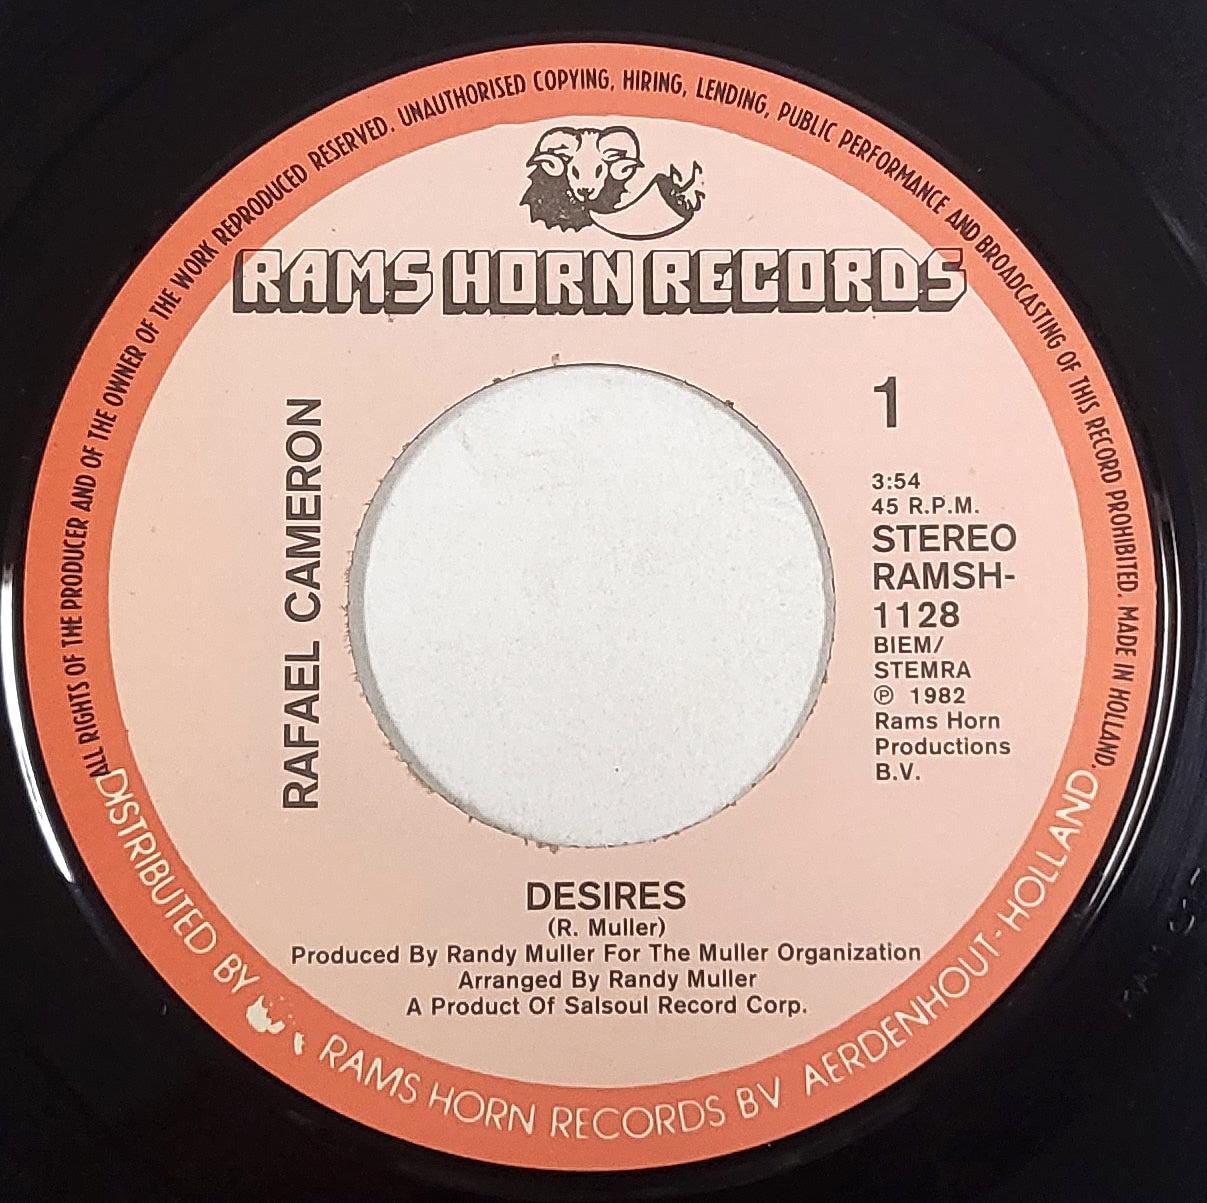 ALL RIGHTS OF THE PRODUCER AND OF THE OWNER OF THE WORK REPRODUCED RESERVED. UNAUTHORISED COPYING, HIRING, LENDING, PUBLIC PERFORMANCE AND BROADCASTING OF THIS RECORD PROHIBITED. MADE IN HOLLAND.
RAMS HORN RECORDS
RAFAEL CAMERON
1
3:54
45 R.P.M.
STEREO
RAMSH-
1128
BIEM/
STEMRA
℗ 1982
Rams Horn
Productions
B.V.
DESIRES
(R. Muller)
Produced By Randy Muller For The Muller Organization
Arranged By Randy Muller
A Product Of Salsoul Record Corp.
DISTRIBUTED BY RAMS HORN RECORDS BV AERDENHOUT-HOLLAND